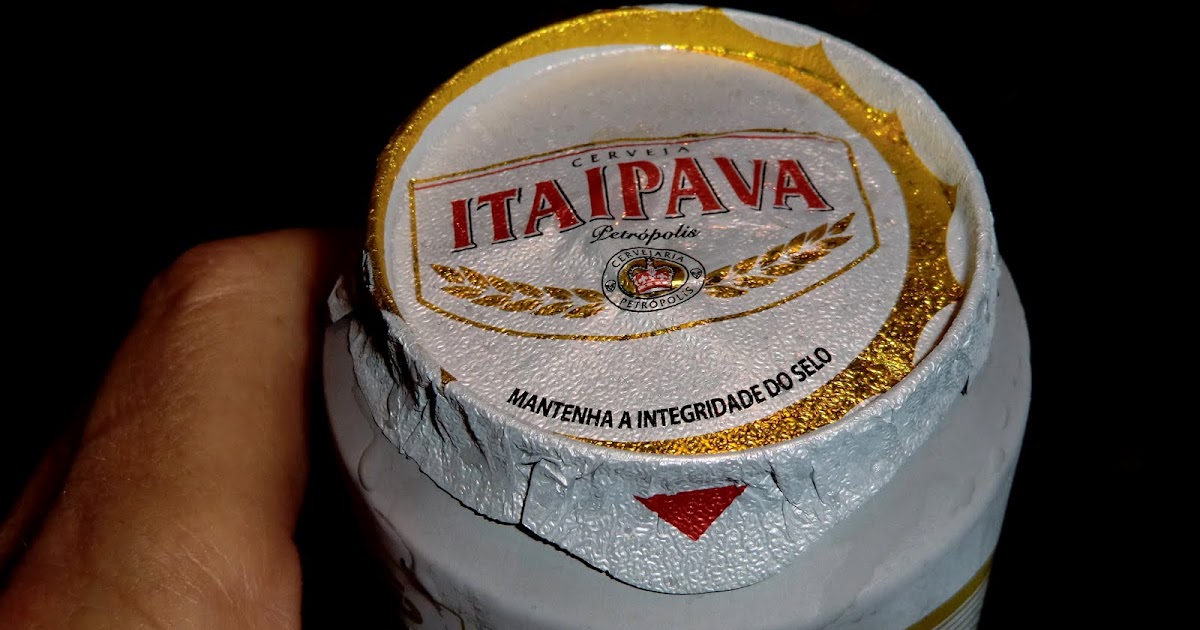 CERVEJA
ITAIPAVA
Petrópolis
CERVEJARIA
PETRÓPOLIS
MANTENHA A INTEGRIDADE DO SELO